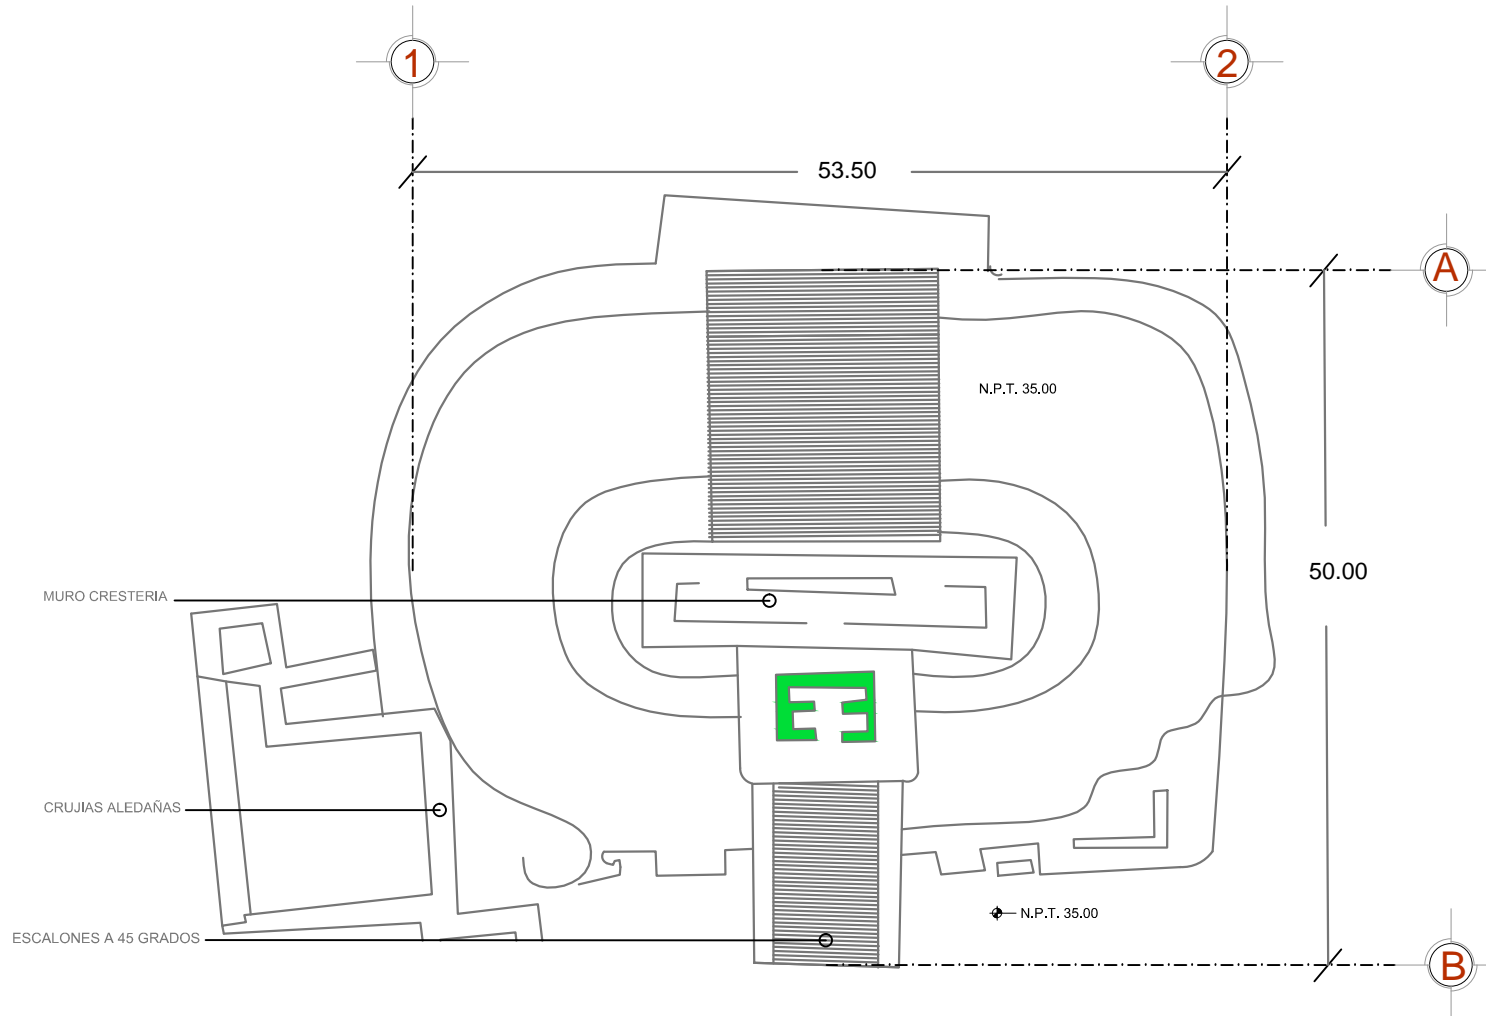 1
2
53.50
A
N.P.T. 35.00
50.00
MURO CRESTERIA
CRUJIAS ALEDAÑAS
N.P.T. 35.00
ESCALONES A 45 GRADOS
B